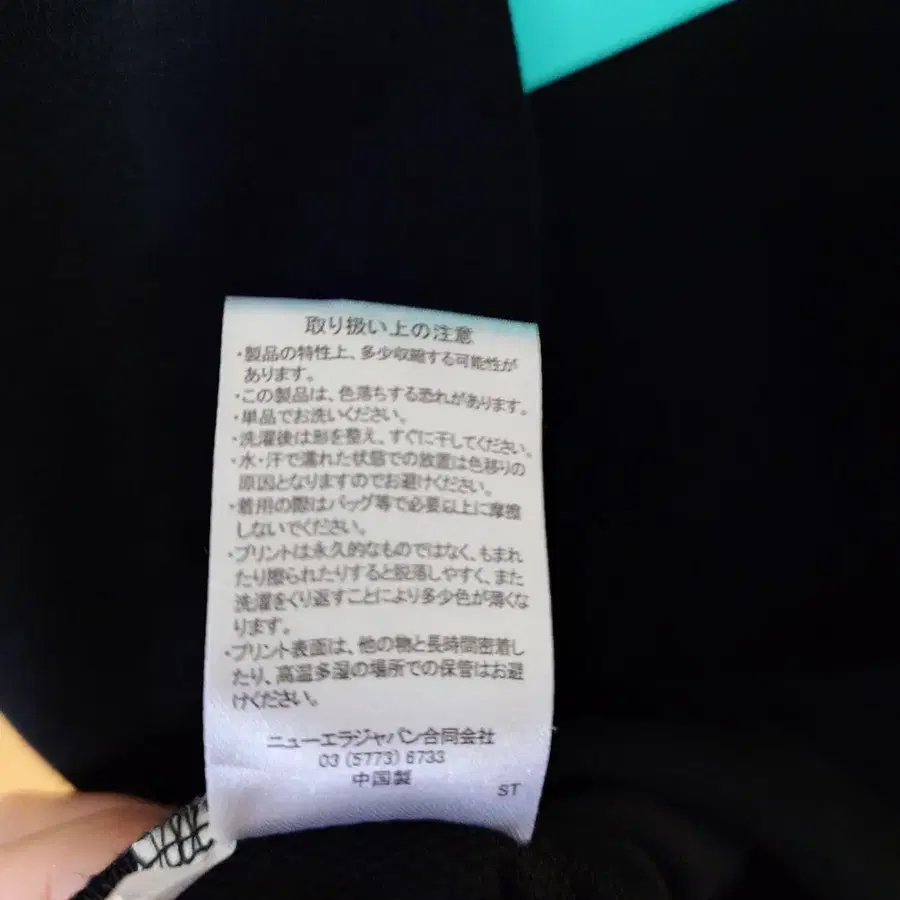 取り扱い上の注意
・製品の特性上、多少収縮する可能性が
あります。
・この製品は、色落ちする恐れがあります。
・単品でお洗いください。
・洗濯後は形を整え、すぐに干してください。
・水・汗で濡れた状態での放置は色移りの
原因となりますのでお避けください。
・着用の際はバッグ等で必要以上に摩擦
しないでください。
・プリントは永久的なものではなく、もまれ
たり擦られたりすると脱落しやすく、また
洗濯をくり返すことにより多少色が薄くな
ります。
・プリント表面は、他の物と長時間密着し
たり、高温多湿の場所での保管はお避
けください。
ニューエラジャパン合同会社
03 (5773) 6733
中国製
ST